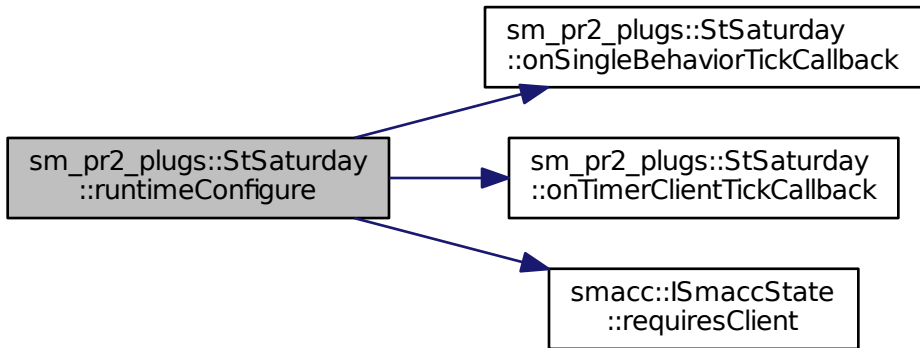 sm_pr2_plugs::StSaturday
::onSingleBehaviorTickCallback
sm_pr2_plugs::StSaturday
::runtimeConfigure
sm_pr2_plugs::StSaturday
::onTimerClientTickCallback
smacc::ISmaccState
::requiresClient